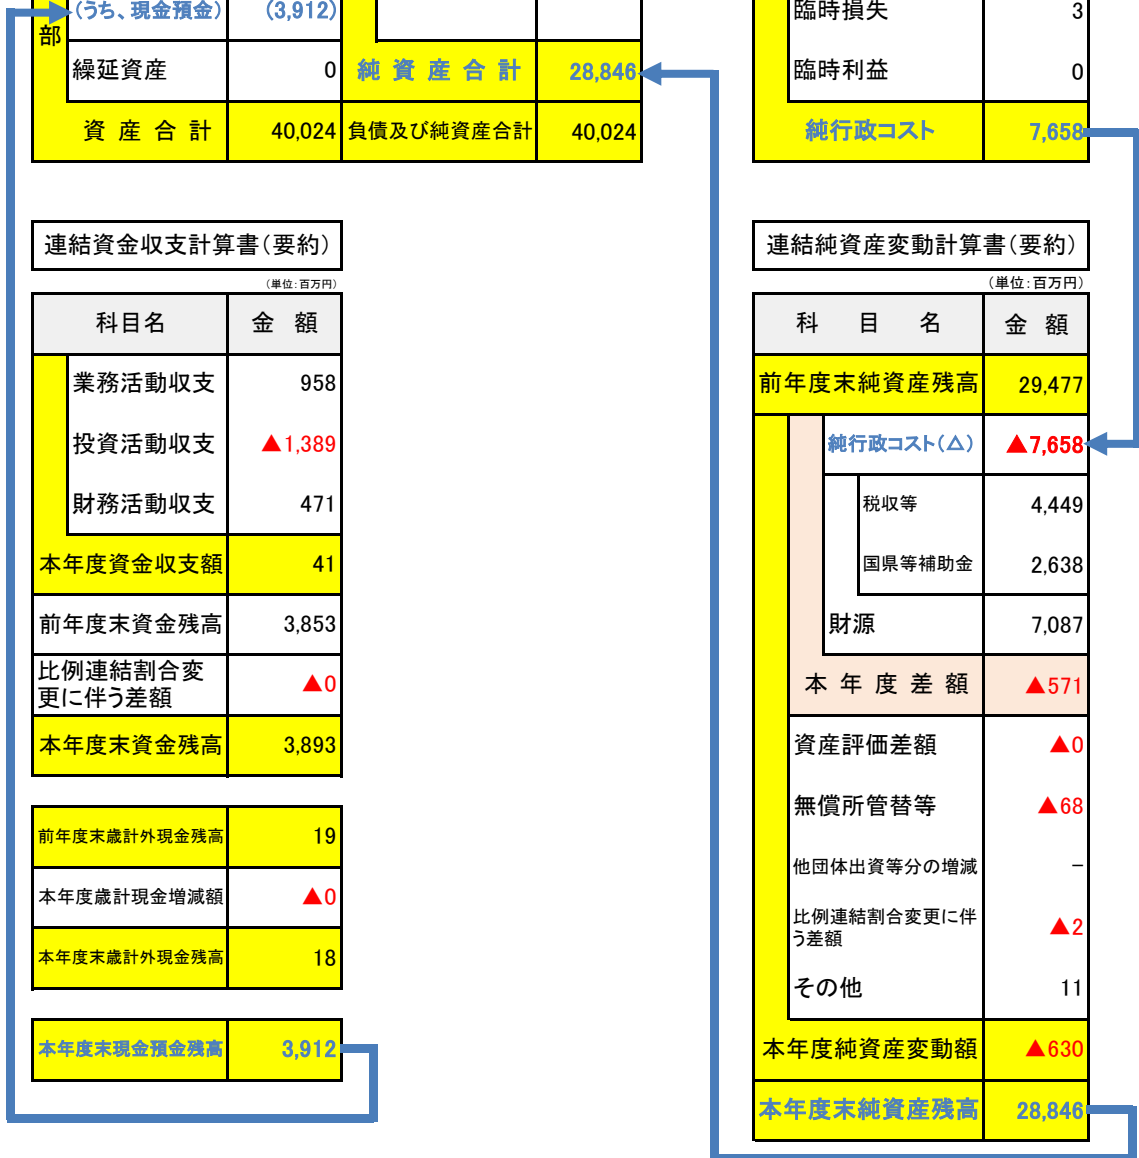 (うち、現金預金) (3,912)
部
繰延資産 0 純資産合計 28,846
資産合計 40,024 負債及び純資産合計 40,024
臨時損失 3
臨時利益 0
純行政コスト 7,658
連結資金収支計算書(要約)
(単位:百万円)
科目名 金額
業務活動収支 958
投資活動収支 ▲1,389
財務活動収支 471
本年度資金収支額 41
前年度末資金残高 3,853
比例連結割合変
更に伴う差額 ▲0
本年度末資金残高 3,893
前年度末歳計外現金残高 19
本年度歳計現金増減額 ▲0
本年度末歳計外現金残高 18
本年度末現金預金残高 3,912
連結純資産変動計算書(要約)
(単位:百万円)
科目名 金額
前年度末純資産残高 29,477
純行政コスト(△) ▲7,658
税収等 4,449
国県等補助金 2,638
財源 7,087
本年度差額 ▲571
資産評価差額 ▲0
無償所管替等 ▲68
他団体出資等分の増減 −
比例連結割合変更に伴
う差額 ▲2
その他 11
本年度純資産変動額 ▲630
本年度末純資産残高 28,846